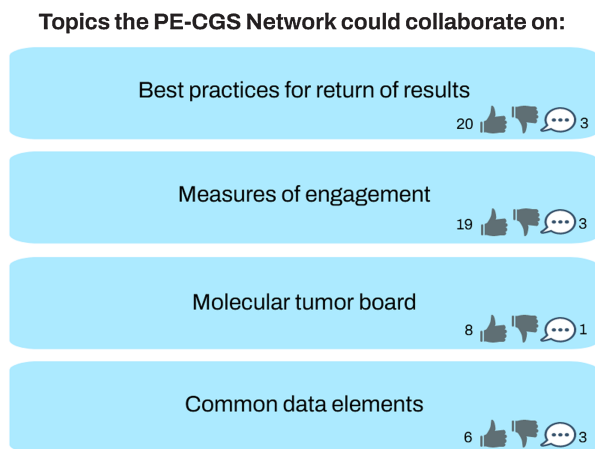 Topics the PE-CGS Network could collaborate on:
Best practices for return of results
20 3
Measures of engagement
19 3
Molecular tumor board
8 1
Common data elements
6 3